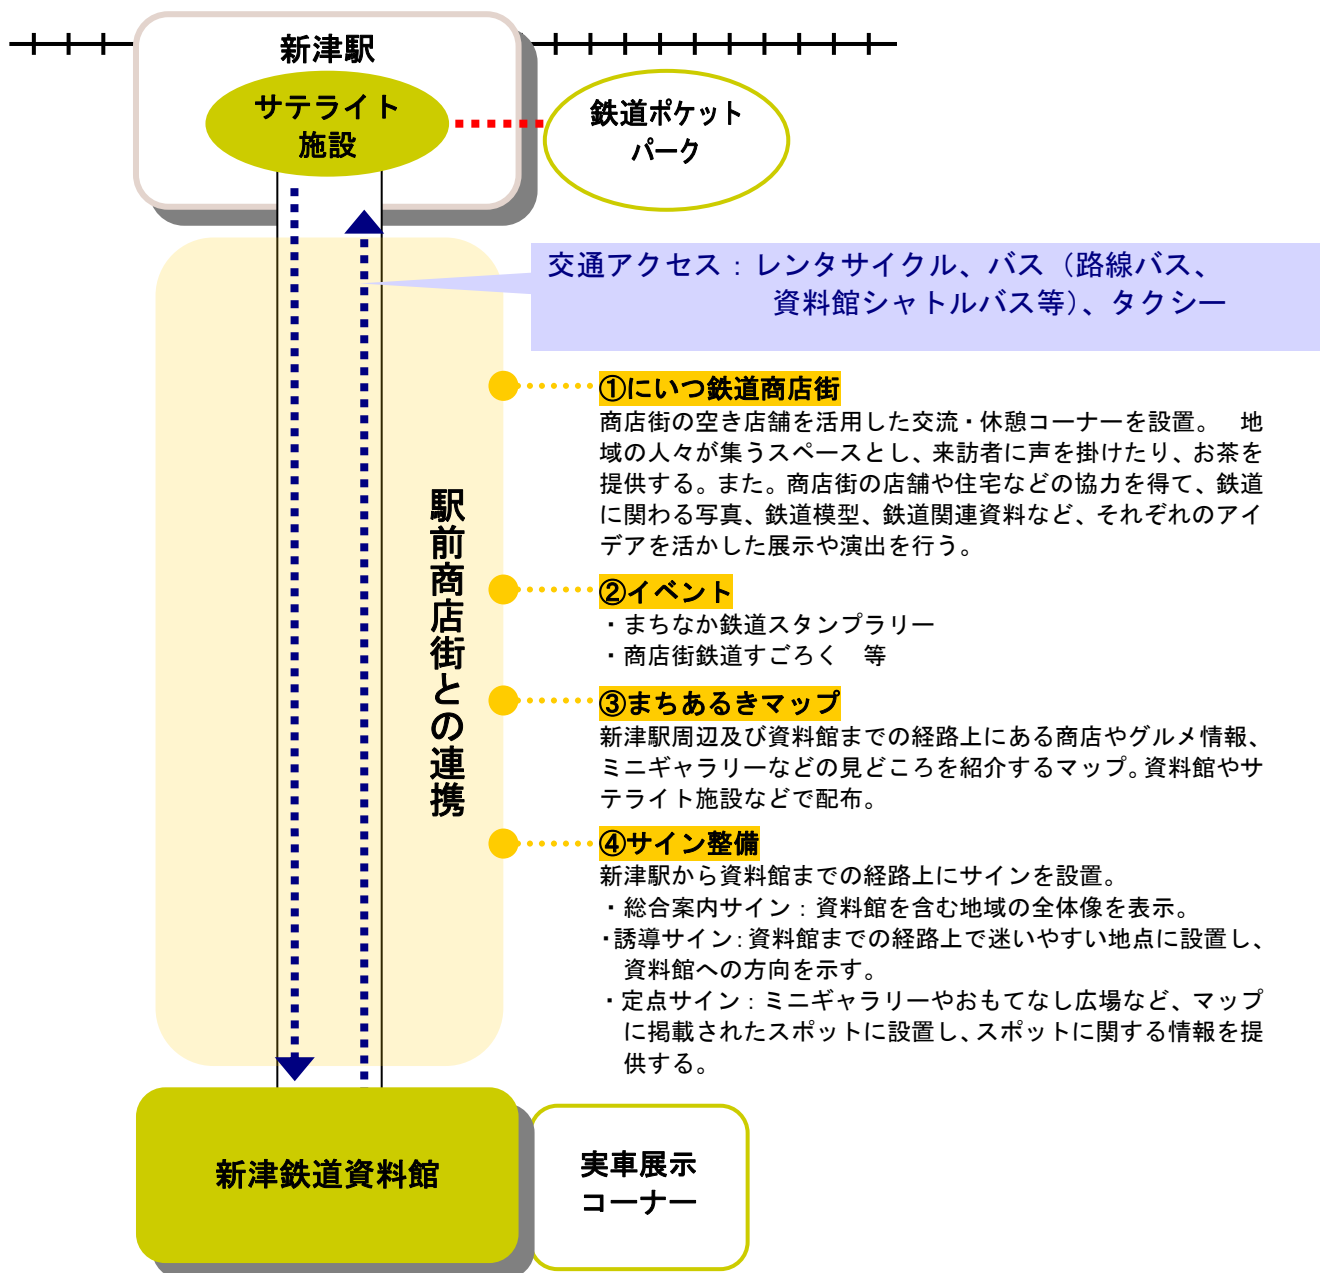 新津駅
サテライト
施設
鉄道ポケット
パーク
交通アクセス：レンタサイクル、バス（路線バス、
資料館シャトルバス等）、タクシー
駅前商店街との連携
①にいつ鉄道商店街
商店街の空き店舗を活用した交流・休憩コーナーを設置。　地
域の人々が集うスペースとし、来訪者に声を掛けたり、お茶を
提供する。また。商店街の店舗や住宅などの協力を得て、鉄道
に関わる写真、鉄道模型、鉄道関連資料など、それぞれのアイ
デアを活かした展示や演出を行う。
②イベント
・まちなか鉄道スタンプラリー
・商店街鉄道すごろく　等
③まちあるきマップ
新津駅周辺及び資料館までの経路上にある商店やグルメ情報、
ミニギャラリーなどの見どころを紹介するマップ。資料館やサ
テライト施設などで配布。
④サイン整備
新津駅から資料館までの経路上にサインを設置。
・総合案内サイン：資料館を含む地域の全体像を表示。
・誘導サイン：資料館までの経路上で迷いやすい地点に設置し、
資料館への方向を示す。
・定点サイン：ミニギャラリーやおもてなし広場など、マップ
に掲載されたスポットに設置し、スポットに関する情報を提
供する。
新津鉄道資料館
実車展示
コーナー